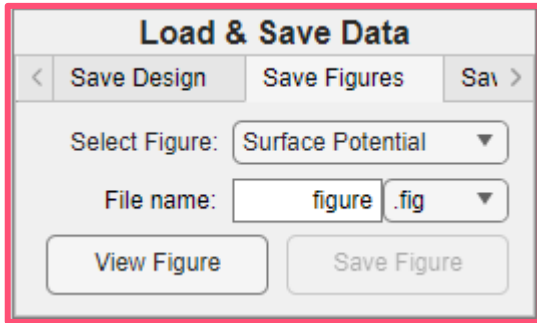 Load & Save Data
< Save Design Save Figures Sav >
Select Figure: Surface Potential
File name: figure .fig
View Figure Save Figure